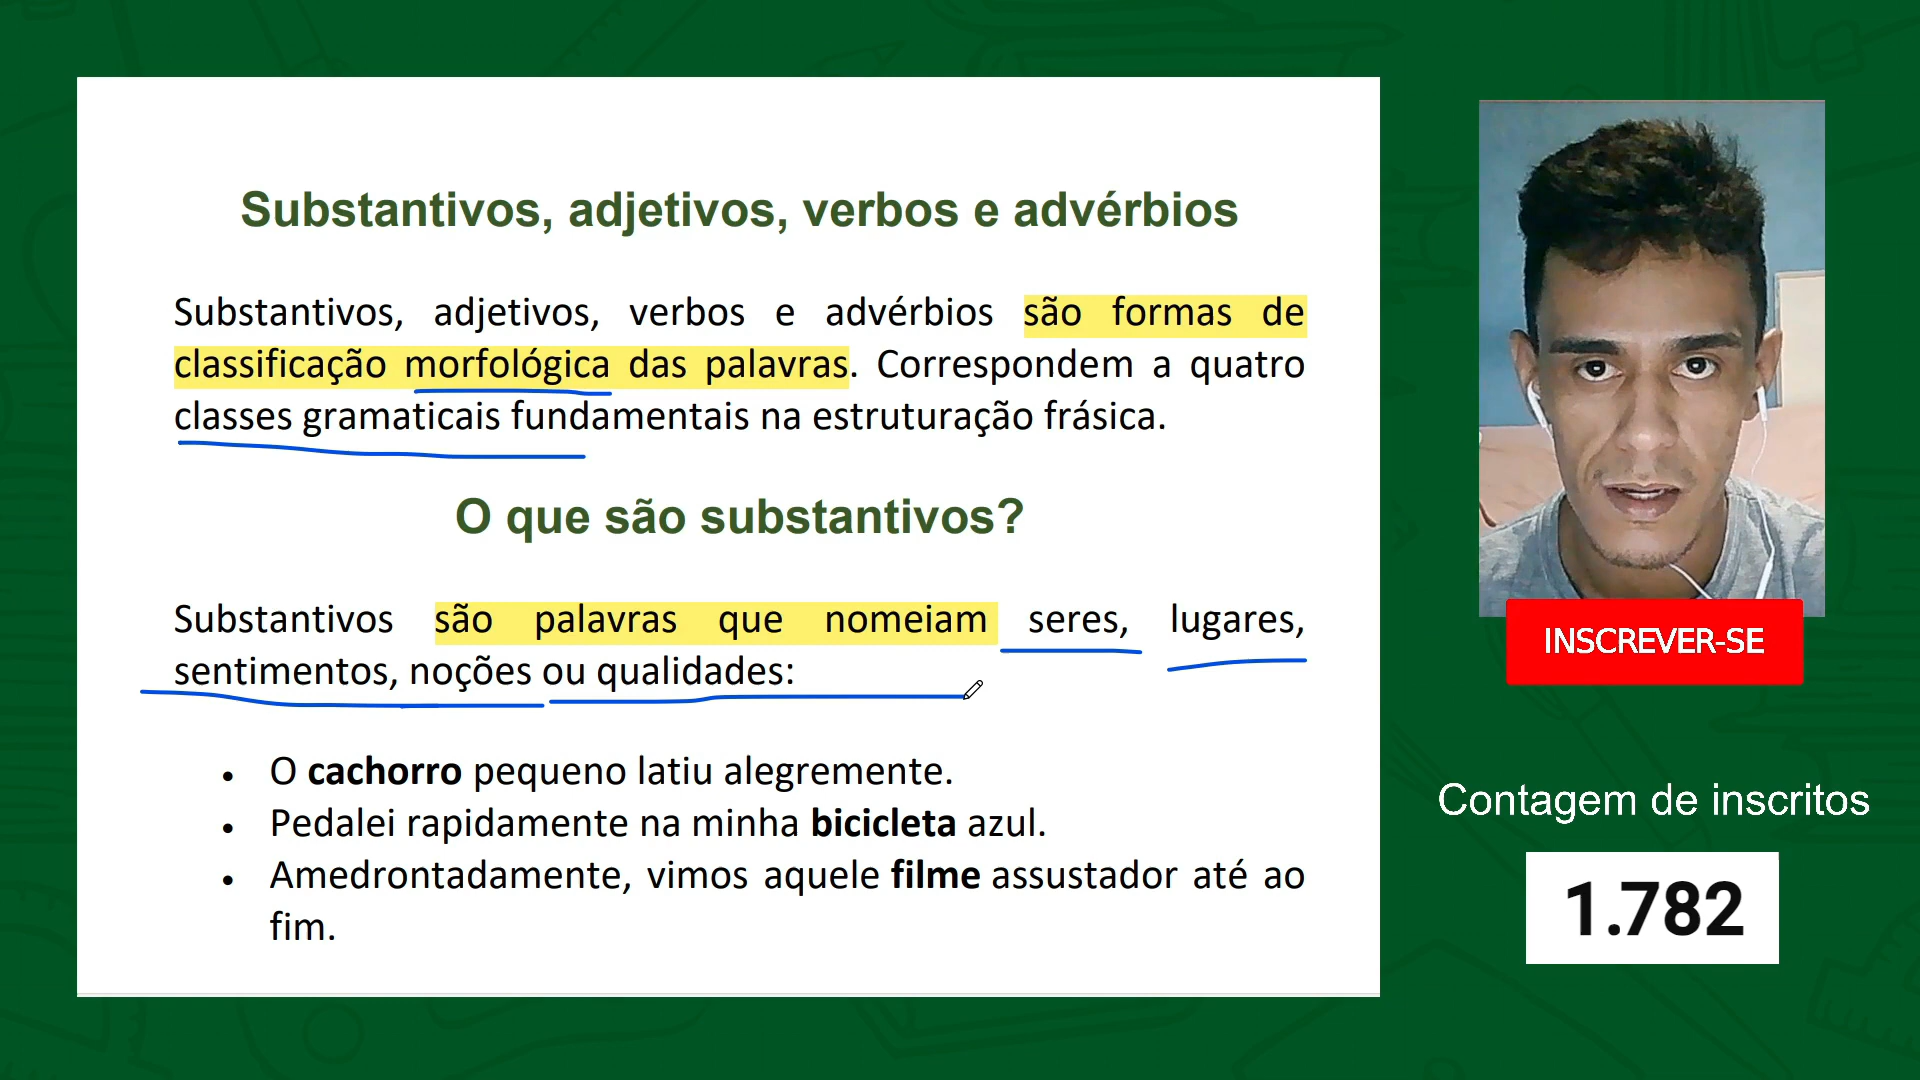 Substantivos, adjetivos, verbos e advérbios
Substantivos, adjetivos, verbos e advérbios são formas de
classificação morfológica das palavras. Correspondem a quatro
classes gramaticais fundamentais na estruturação frásica.
O que são substantivos?
Substantivos são palavras que nomeiam seres, lugares,
sentimentos, noções ou qualidades:
• O cachorro pequeno latiu alegremente.
• Pedalei rapidamente na minha bicicleta azul.
• Amedrontadamente, vimos aquele filme assustador até ao
fim.
INSCREVER-SE
Contagem de inscritos
1.782